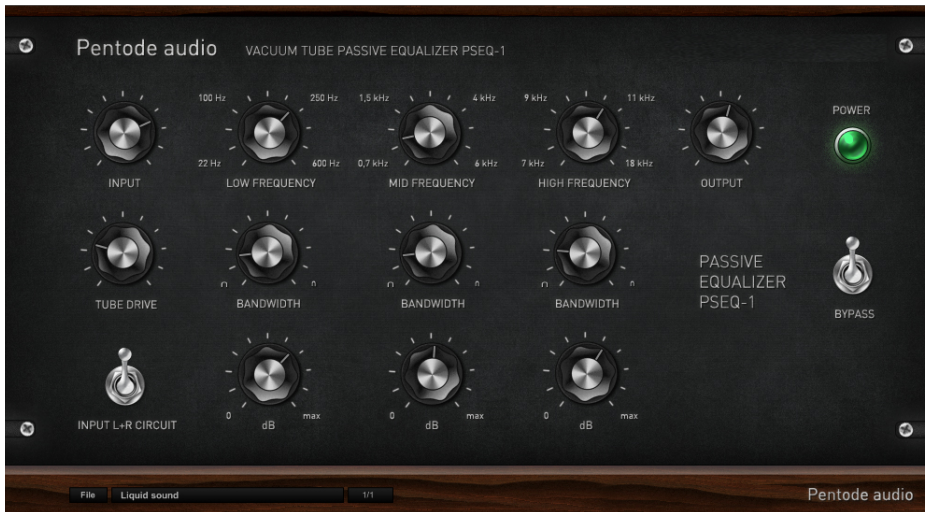 Pentode audio
VACUUM TUBE PASSIVE EQUALIZER PSEQ-1
100 Hz 250 Hz 1,5 kHz 4 kHz 9 kHz 11 kHz
POWER
22 Hz 600 Hz 0,7 kHz 6 kHz 7 kHz 18 kHz
INPUT LOW FREQUENCY MID FREQUENCY HIGH FREQUENCY OUTPUT
PASSIVE
EQUALIZER
PSEQ-1
TUBE DRIVE BANDWIDTH BANDWIDTH BANDWIDTH
BYPASS
0 max 0 max 0 max
INPUT L+R CIRCUIT dB dB dB
File Liquid sound 1/1
Pentode audio